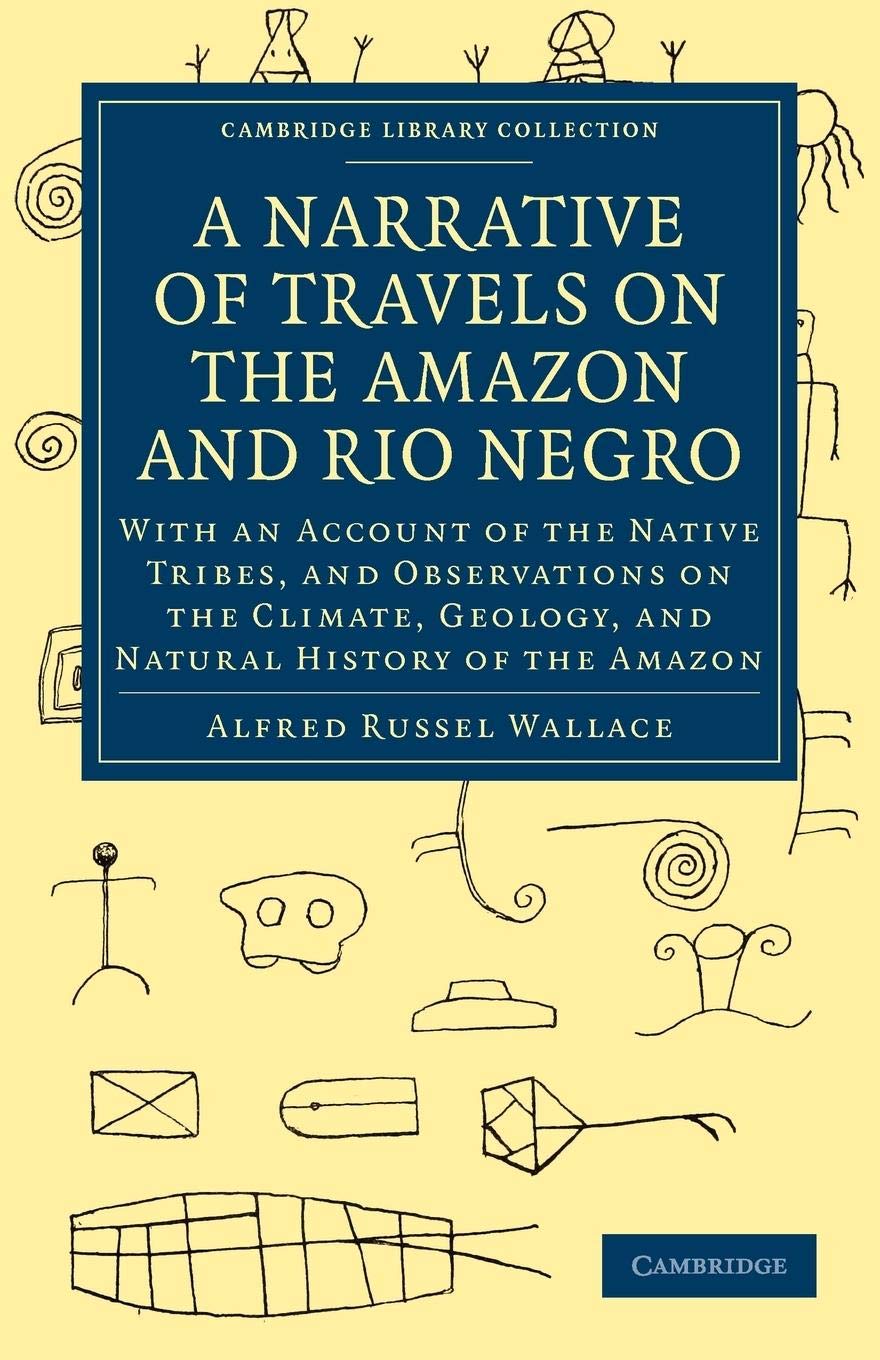 CAMBRIDGE LIBRARY COLLECTION
A NARRATIVE
OF TRAVELS ON
THE AMAZON
AND RIO NEGRO
WITH AN ACCOUNT OF THE NATIVE
TRIBES, AND OBSERVATIONS ON
THE CLIMATE, GEOLOGY, AND
NATURAL HISTORY OF THE AMAZON
ALFRED RUSSEL WALLACE
CAMBRIDGE